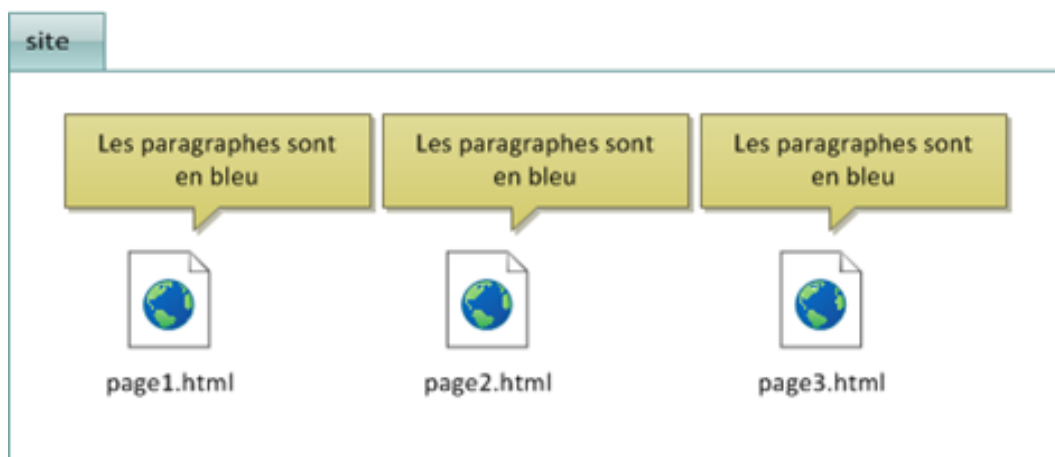 site
Les paragraphes sont
en bleu
Les paragraphes sont
en bleu
Les paragraphes sont
en bleu
page1.html
page2.html
page3.html